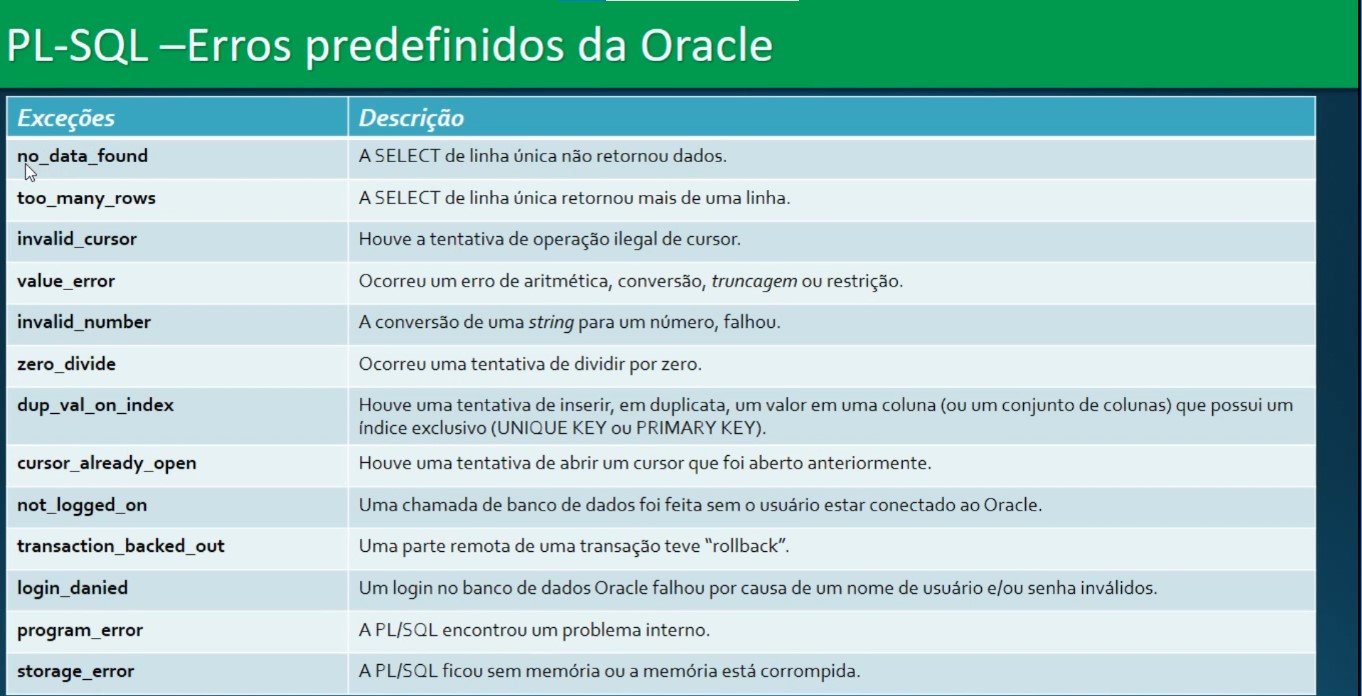 PL-SQL –Erros predefinidos da Oracle
Exceções Descrição
no_data_found A SELECT de linha única não retornou dados.
too_many_rows A SELECT de linha única retornou mais de uma linha.
invalid_cursor Houve a tentativa de operação ilegal de cursor.
value_error Ocorreu um erro de aritmética, conversão, truncagem ou restrição.
invalid_number A conversão de uma string para um número, falhou.
zero_divide Ocorreu uma tentativa de dividir por zero.
dup_val_on_index Houve uma tentativa de inserir, em duplicata, um valor em uma coluna (ou um conjunto de colunas) que possui um
índice exclusivo (UNIQUE KEY ou PRIMARY KEY).
cursor_already_open Houve uma tentativa de abrir um cursor que foi aberto anteriormente.
not_logged_on Uma chamada de banco de dados foi feita sem o usuário estar conectado ao Oracle.
transaction_backed_out Uma parte remota de uma transação teve “rollback”.
login_danied Um login no banco de dados Oracle falhou por causa de um nome de usuário e/ou senha inválidos.
program_error A PL/SQL encontrou um problema interno.
storage_error A PL/SQL ficou sem memória ou a memória está corrompida.